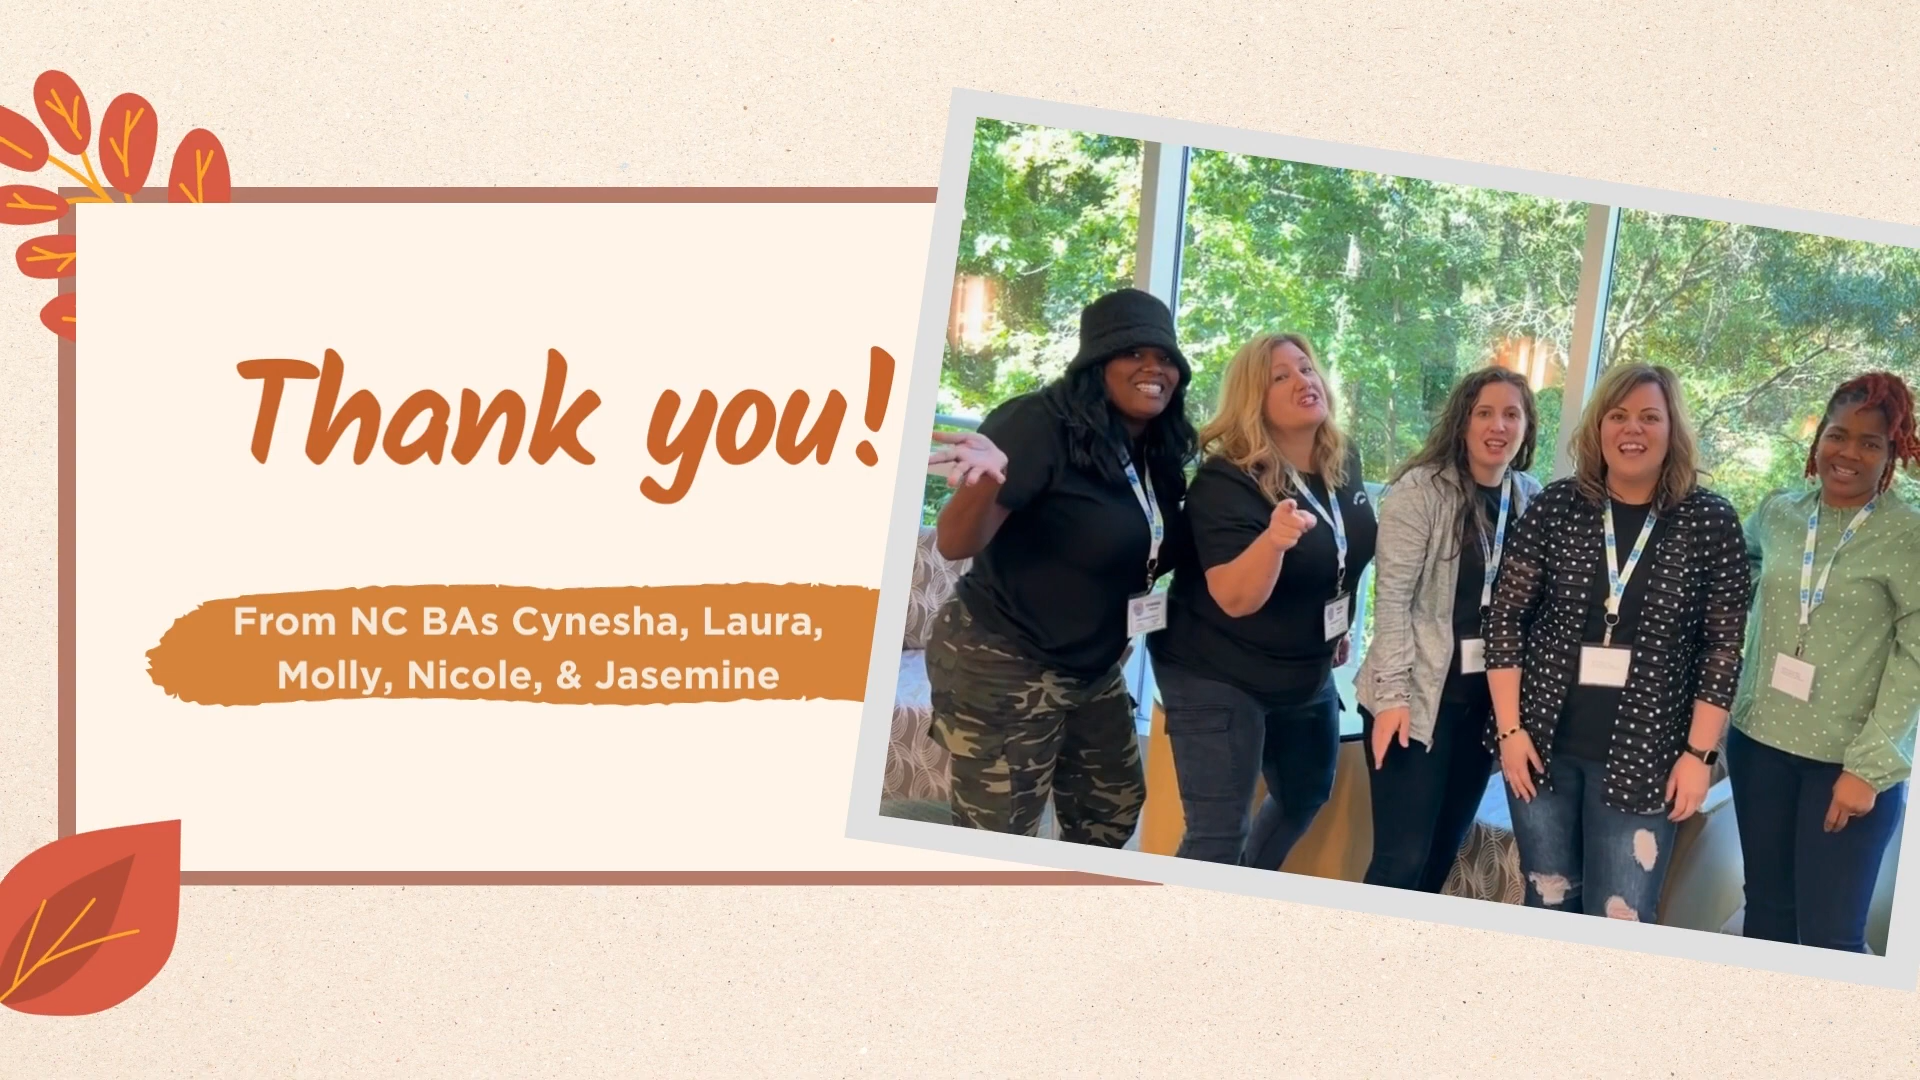 Thank you!
From NC BAs Cynesha, Laura,
Molly, Nicole, & Jasemine